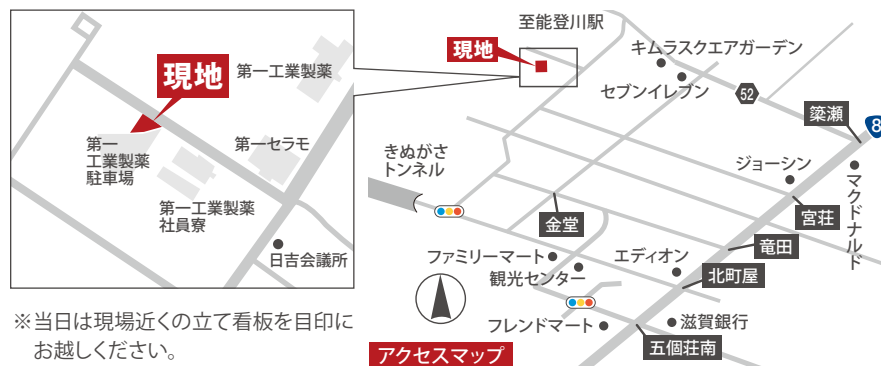 現地
第一工業製薬
第一
工業製薬
駐車場
第一セラモ
第一工業製薬
社員寮
日吉会議所
※当日は現場近くの立て看板を目印に
お越しください。
至能登川駅
現地
キムラスクエアガーデン
セブンイレブン
52
簗瀬
8
きぬがさ
トンネル
ジョーシン
マクドナルド
宮荘
金堂
竜田
ファミリーマート
観光センター
エディオン
北町屋
フレンドマート
滋賀銀行
五個荘南
アクセスマップ